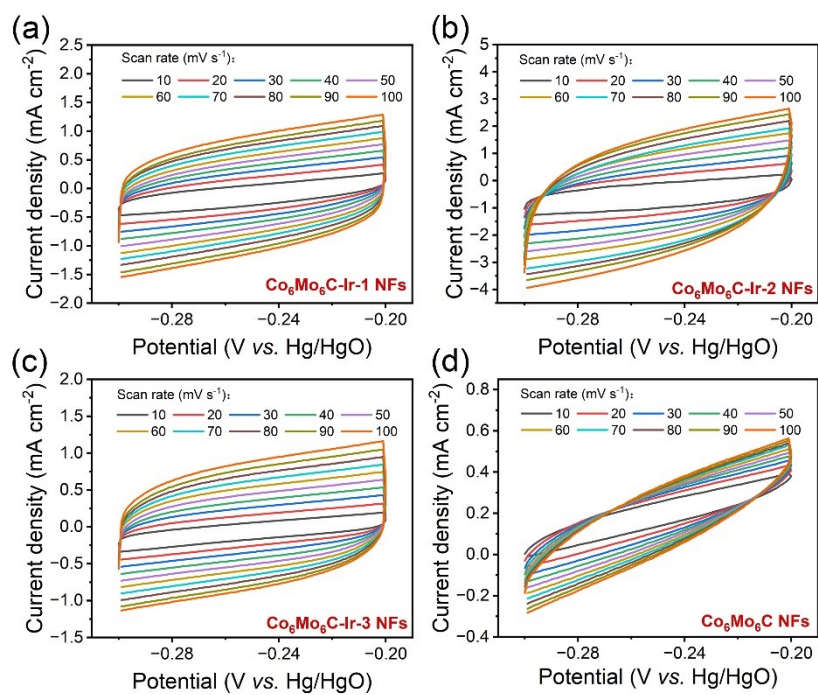 (a)
Scan rate (mV s⁻¹):
10 20 30 40 50
60 70 80 90 100
2.5
2.0
1.5
1.0
0.5
0.0
−0.5
−1.0
−1.5
−2.0
Current density (mA cm⁻²)
Co₆Mo₆C-Ir-1 NFs
−0.28 −0.24 −0.20
Potential (V vs. Hg/HgO)
(b)
Scan rate (mV s⁻¹):
10 20 30 40 50
60 70 80 90 100
5
4
3
2
1
0
−1
−2
−3
−4
Current density (mA cm⁻²)
Co₆Mo₆C-Ir-2 NFs
−0.28 −0.24 −0.20
Potential (V vs. Hg/HgO)
(c)
Scan rate (mV s⁻¹):
10 20 30 40 50
60 70 80 90 100
2.0
1.5
1.0
0.5
0.0
−0.5
−1.0
−1.5
Current density (mA cm⁻²)
Co₆Mo₆C-Ir-3 NFs
−0.28 −0.24 −0.20
Potential (V vs. Hg/HgO)
(d)
Scan rate (mV s⁻¹):
10 20 30 40 50
60 70 80 90 100
0.8
0.6
0.4
0.2
0.0
−0.2
−0.4
Current density (mA cm⁻²)
Co₆Mo₆C NFs
−0.28 −0.24 −0.20
Potential (V vs. Hg/HgO)